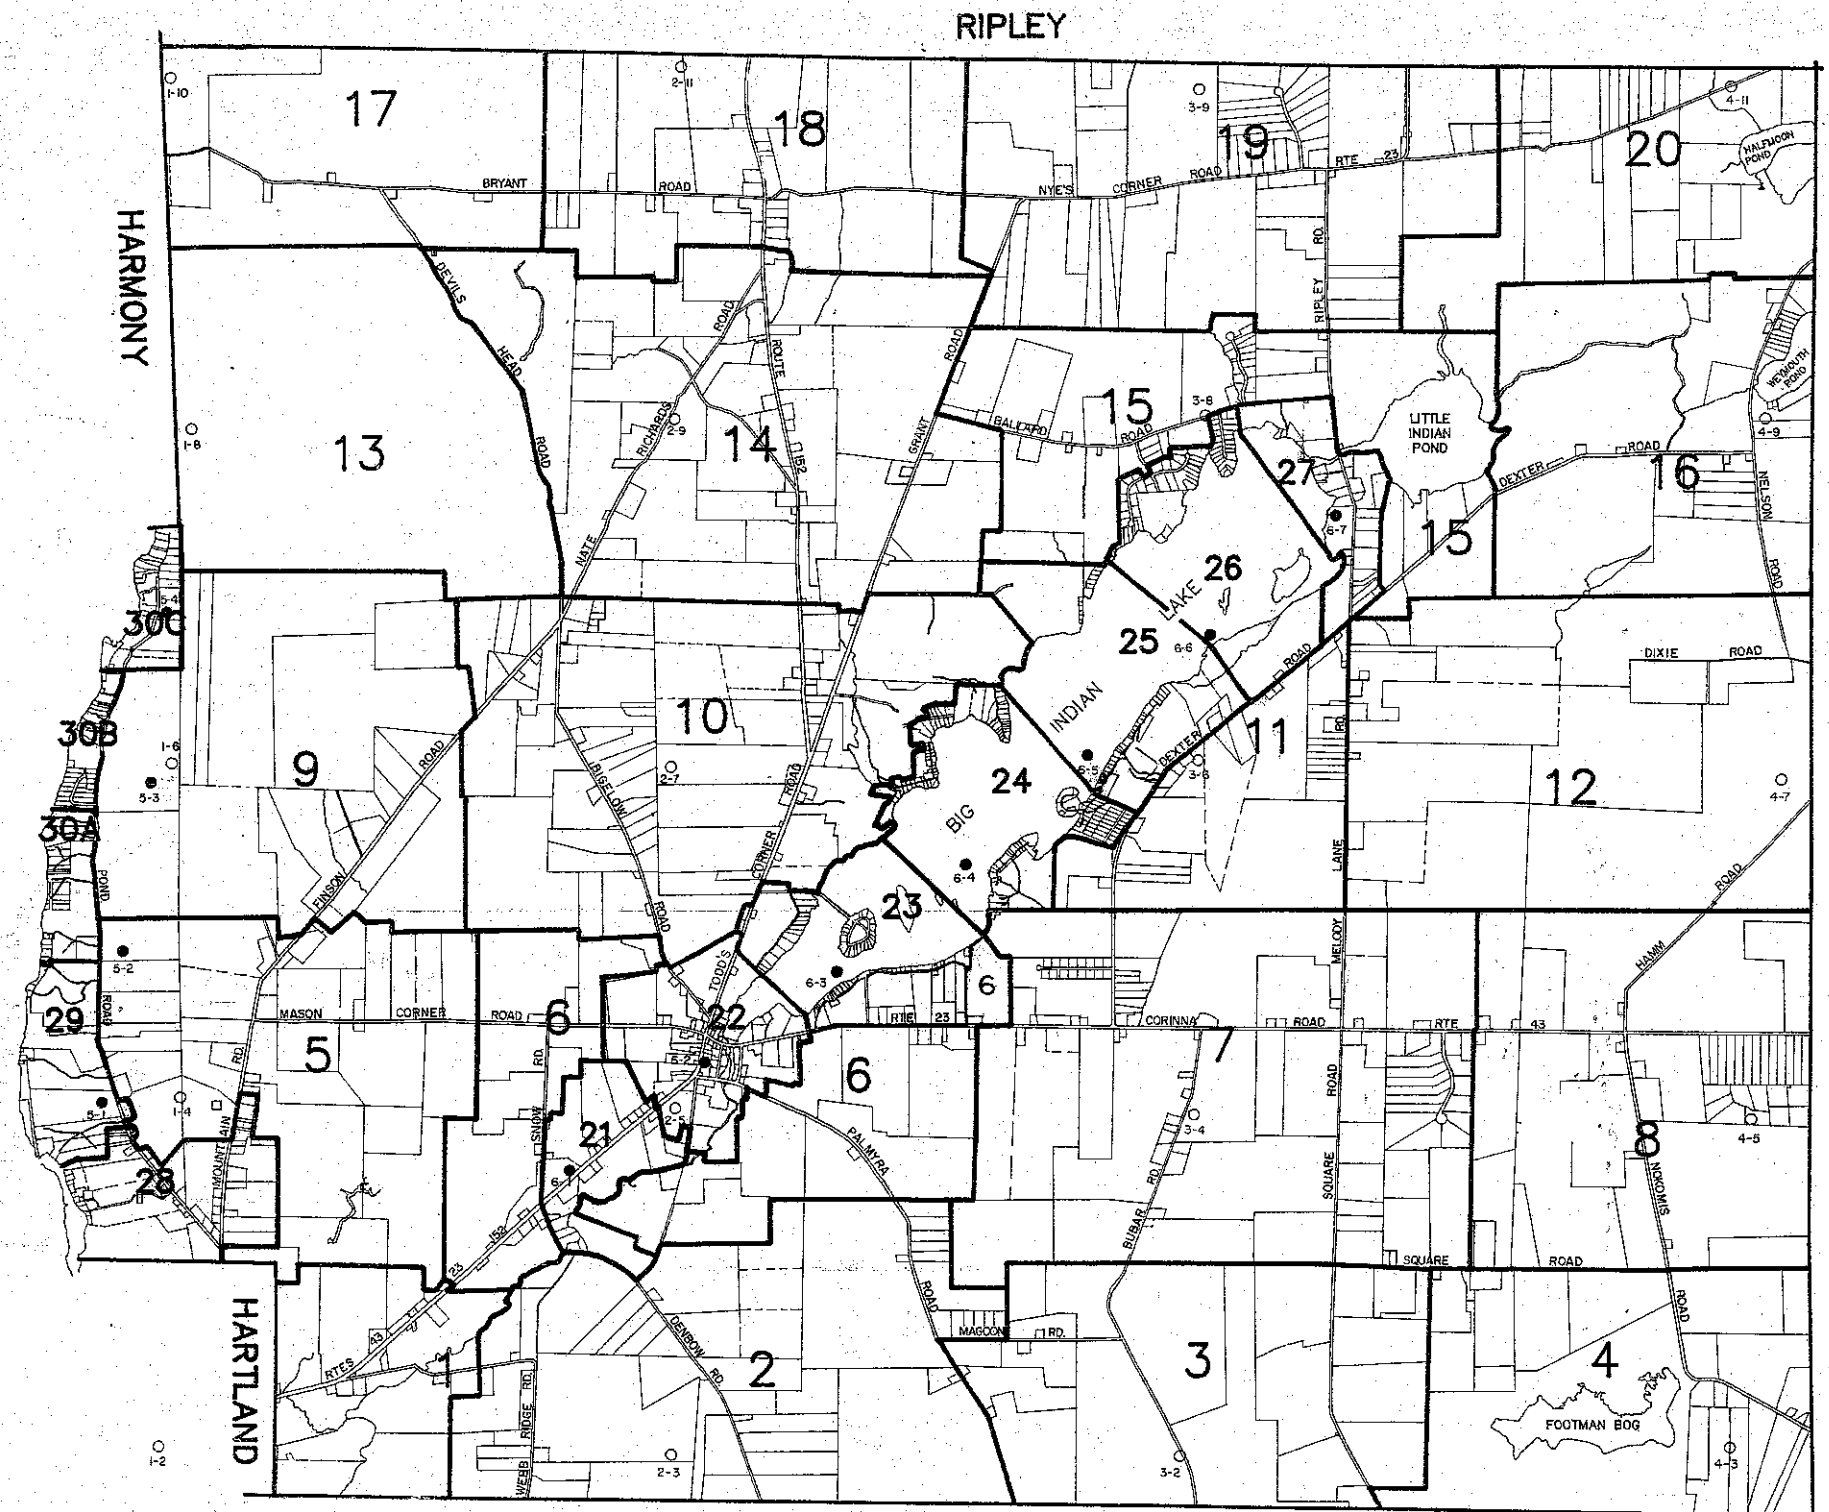 RIPLEY
1-10
17
2-11
18
3-9
19
RTE 23
4-11
20
HALFMOON
POND
BRYANT ROAD
NYE'S CORNER ROAD
HARMONY
DEVILS HEAD ROAD
RICHARDS ROAD
ROUTE 152
GRANT ROAD
RIPLEY RD.
WEYMOUTH
POND
1-8
13
2-9
14
15
3-8
BALLARD ROAD
LITTLE
INDIAN
POND
27
4-9
DEXTER ROAD
16
NELSON ROAD
6-7
15
NATE
26
LAKE
5-4
30C
25
6-6
ROAD
DIXIE ROAD
INDIAN
10
30B
1-6
5-3
9
ROAD
2-7
BIGELOW ROAD
ROAD
24
DEXTER
3-6
11
RD.
12
4-7
BIG
30A
FINSON
CORNER
6-4
LANE
POND ROAD
23
5-2
TODD'S
6-3
6
MELODY
HAMM ROAD
29
MASON CORNER ROAD
6
22
RTE 23
CORINNA ROAD RTE 43
7
RD.
5
RD.
5-2
6
5-1
1-4
SNOW
21
2-5
PALMYRA ROAD
3-4
ROAD
4-5
8
28
MOUNTAIN
BUBAR RD.
SQUARE
NOKOMIS ROAD
152
23
SQUARE ROAD
HARTLAND
43
RTES
1
DENBOW RD.
2
MAGOON RD.
3
4
FOOTMAN BOG
WEBB RIDGE RD.
1-2
2-3
3-2
4-3